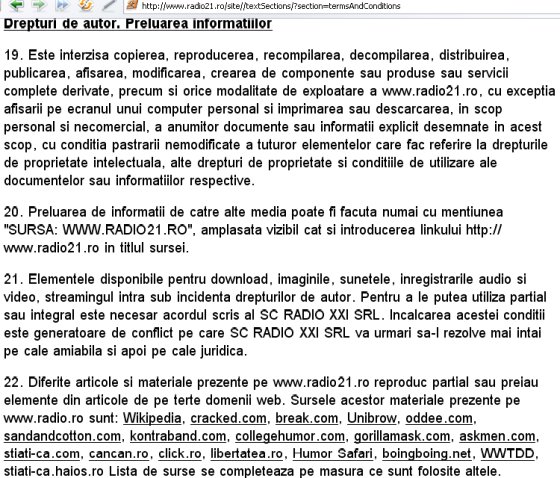 http://www.radio21.ro/site//textSections/?section=termsAndConditions
Drepturi de autor. Preluarea informatiilor
19. Este interzisa copierea, reproducerea, recompilarea, decompilarea, distribuirea,
publicarea, afisarea, modificarea, crearea de componente sau produse sau servicii
complete derivate, precum si orice modalitate de exploatare a www.radio21.ro, cu exceptia
afisarii pe ecranul unui computer personal si imprimarea sau descarcarea, in scop
personal si necomercial, a anumitor documente sau informatii explicit desemnate in acest
scop, cu conditia pastrarii nemodificate a tuturor elementelor care fac referire la drepturile
de proprietate intelectuala, alte drepturi de proprietate si conditiile de utilizare ale
documentelor sau informatiilor respective.
20. Preluarea de informatii de catre alte media poate fi facuta numai cu mentiunea
"SURSA: WWW.RADIO21.RO", amplasata vizibil cat si introducerea linkului http://
www.radio21.ro in titlul sursei.
21. Elementele disponibile pentru download, imaginile, sunetele, inregistrarile audio si
video, streamingul intra sub incidenta drepturilor de autor. Pentru a le putea utiliza partial
sau integral este necesar acordul scris al SC RADIO XXI SRL. Incalcarea acestei conditii
este generatoare de conflict pe care SC RADIO XXI SRL va urmari sa-l rezolve mai intai
pe cale amiabila si apoi pe cale juridica.
22. Diferite articole si materiale prezente pe www.radio21.ro reproduc partial sau preiau
elemente din articole de pe terte domenii web. Sursele acestor materiale prezente pe
www.radio.ro sunt: Wikipedia, cracked.com, break.com, Unibrow, oddee.com,
sandandcotton.com, kontraband.com, collegehumor.com, gorillamask.com, askmen.com,
stiati-ca.com, cancan.ro, click.ro, libertatea.ro, Humor Safari, boingboing.net, WWTDD,
stiati-ca.haios.ro Lista de surse se completeaza pe masura ce sunt folosite altele.